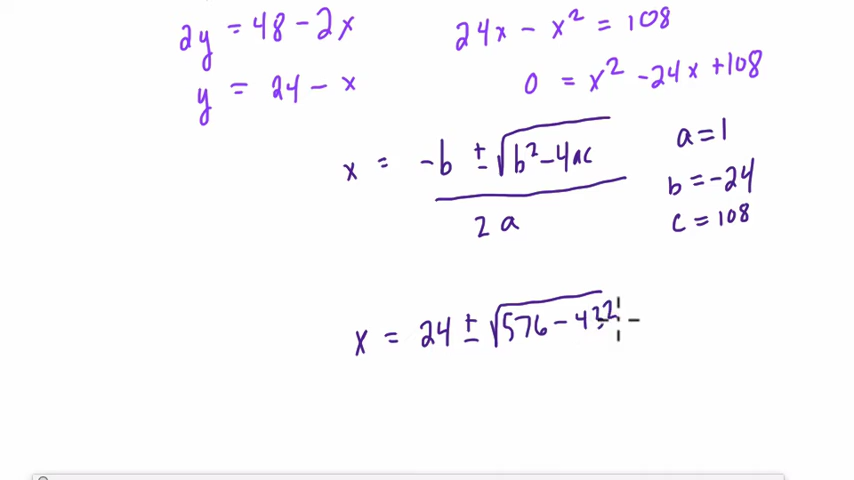 2y = 48 - 2x
y = 24 - x
24x - x² = 108
0 = x² - 24x + 108
x = -b ± √(b² - 4ac) / 2a
a = 1
b = -24
c = 108
x = 24 ± √(576 - 432